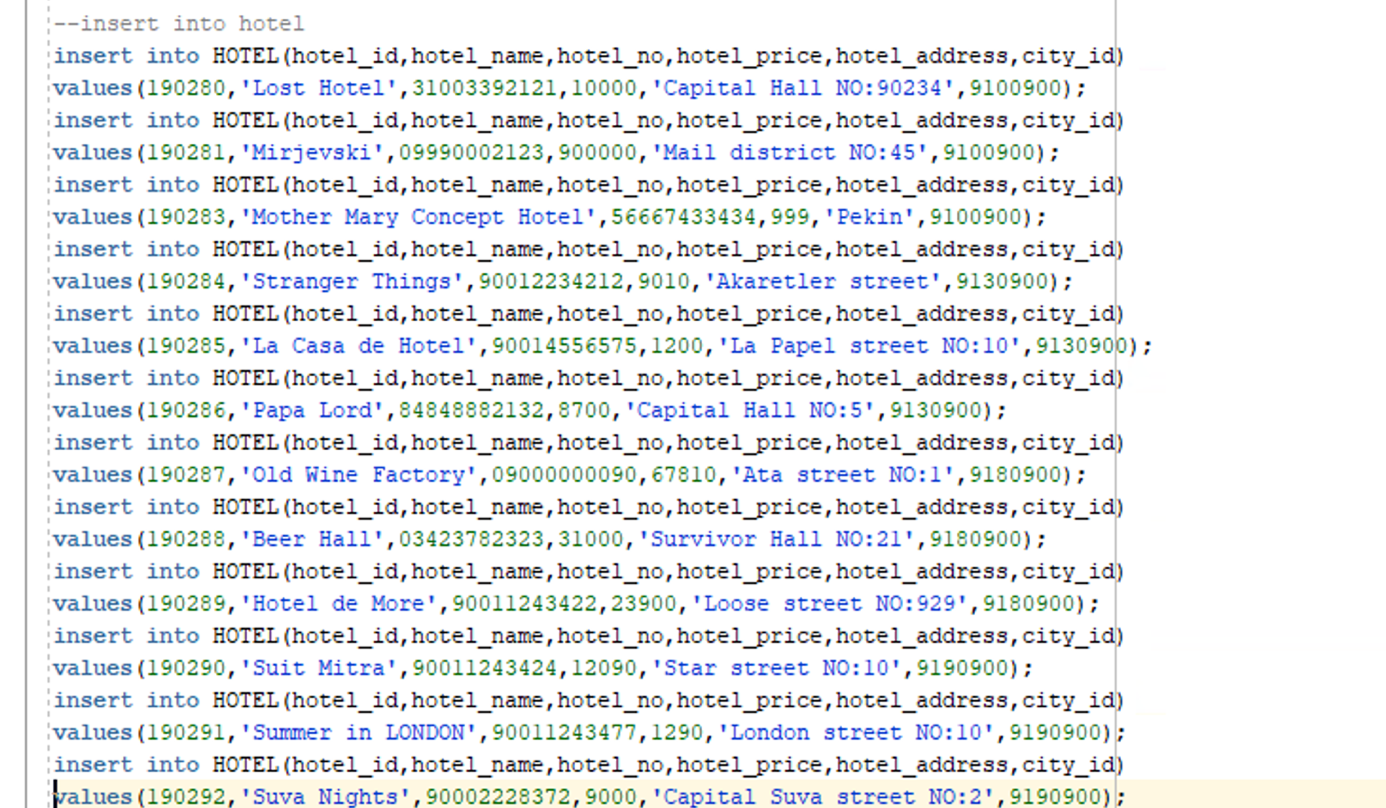 --insert into hotel
insert into HOTEL(hotel_id,hotel_name,hotel_no,hotel_price,hotel_address,city_id)
values(190280,'Lost Hotel',31003392121,10000,'Capital Hall NO:90234',9100900);
insert into HOTEL(hotel_id,hotel_name,hotel_no,hotel_price,hotel_address,city_id)
values(190281,'Mirjevski',09990002123,900000,'Mail district NO:45',9100900);
insert into HOTEL(hotel_id,hotel_name,hotel_no,hotel_price,hotel_address,city_id)
values(190283,'Mother Mary Concept Hotel',56667433434,999,'Pekin',9100900);
insert into HOTEL(hotel_id,hotel_name,hotel_no,hotel_price,hotel_address,city_id)
values(190284,'Stranger Things',90012234212,9010,'Akaretler street',9130900);
insert into HOTEL(hotel_id,hotel_name,hotel_no,hotel_price,hotel_address,city_id)
values(190285,'La Casa de Hotel',90014556575,1200,'La Papel street NO:10',9130900);
insert into HOTEL(hotel_id,hotel_name,hotel_no,hotel_price,hotel_address,city_id)
values(190286,'Papa Lord',84848882132,8700,'Capital Hall NO:5',9130900);
insert into HOTEL(hotel_id,hotel_name,hotel_no,hotel_price,hotel_address,city_id)
values(190287,'Old Wine Factory',09000000090,67810,'Ata street NO:1',9180900);
insert into HOTEL(hotel_id,hotel_name,hotel_no,hotel_price,hotel_address,city_id)
values(190288,'Beer Hall',03423782323,31000,'Survivor Hall NO:21',9180900);
insert into HOTEL(hotel_id,hotel_name,hotel_no,hotel_price,hotel_address,city_id)
values(190289,'Hotel de More',90011243422,23900,'Loose street NO:929',9180900);
insert into HOTEL(hotel_id,hotel_name,hotel_no,hotel_price,hotel_address,city_id)
values(190290,'Suit Mitra',90011243424,12090,'Star street NO:10',9190900);
insert into HOTEL(hotel_id,hotel_name,hotel_no,hotel_price,hotel_address,city_id)
values(190291,'Summer in LONDON',90011243477,1290,'London street NO:10',9190900);
insert into HOTEL(hotel_id,hotel_name,hotel_no,hotel_price,hotel_address,city_id)
values(190292,'Suva Nights',90002228372,9000,'Capital Suva street NO:2',9190900);